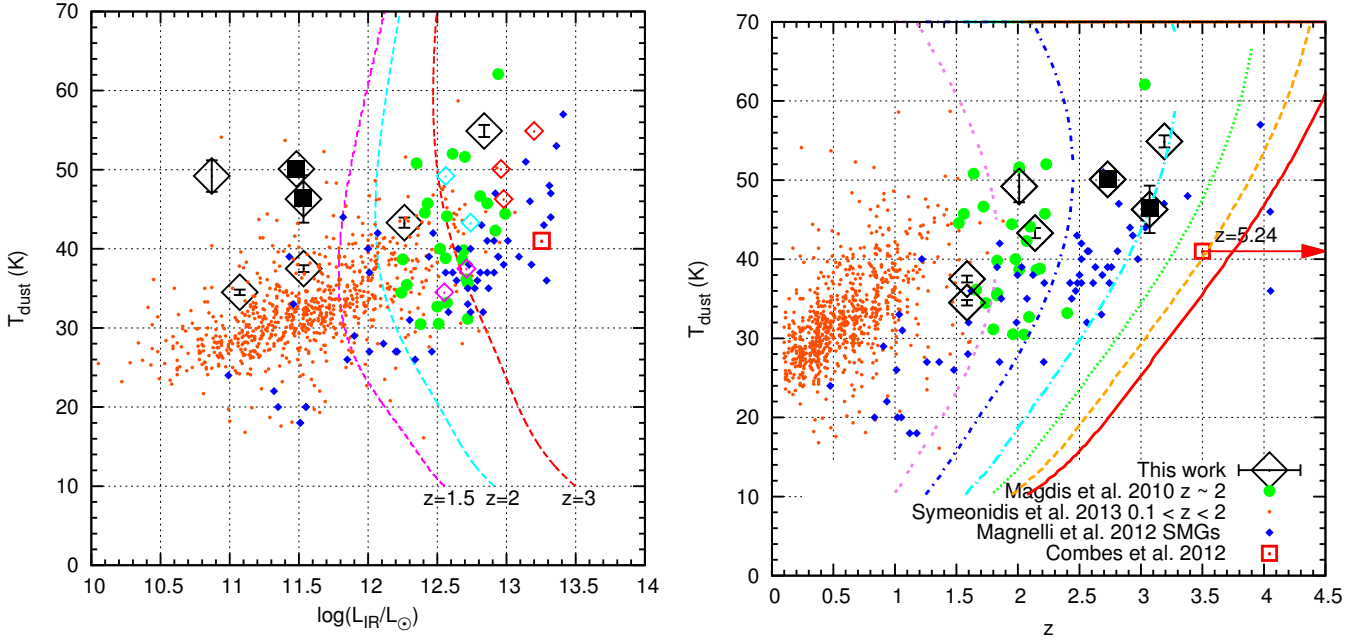 70
60
50
40
30
20
10
0
T_dust (K)
10
10.5
11
11.5
12
12.5
13
13.5
14
log(L_IR/L_⊙)
z=1.5
z=2
z=3
70
60
50
40
30
20
10
0
T_dust (K)
0
0.5
1
1.5
2
2.5
3
3.5
4
4.5
z
z=5.24
This work
Magdis et al. 2010 z ~ 2
Symeonidis et al. 2013 0.1 < z < 2
Magnelli et al. 2012 SMGs
Combes et al. 2012